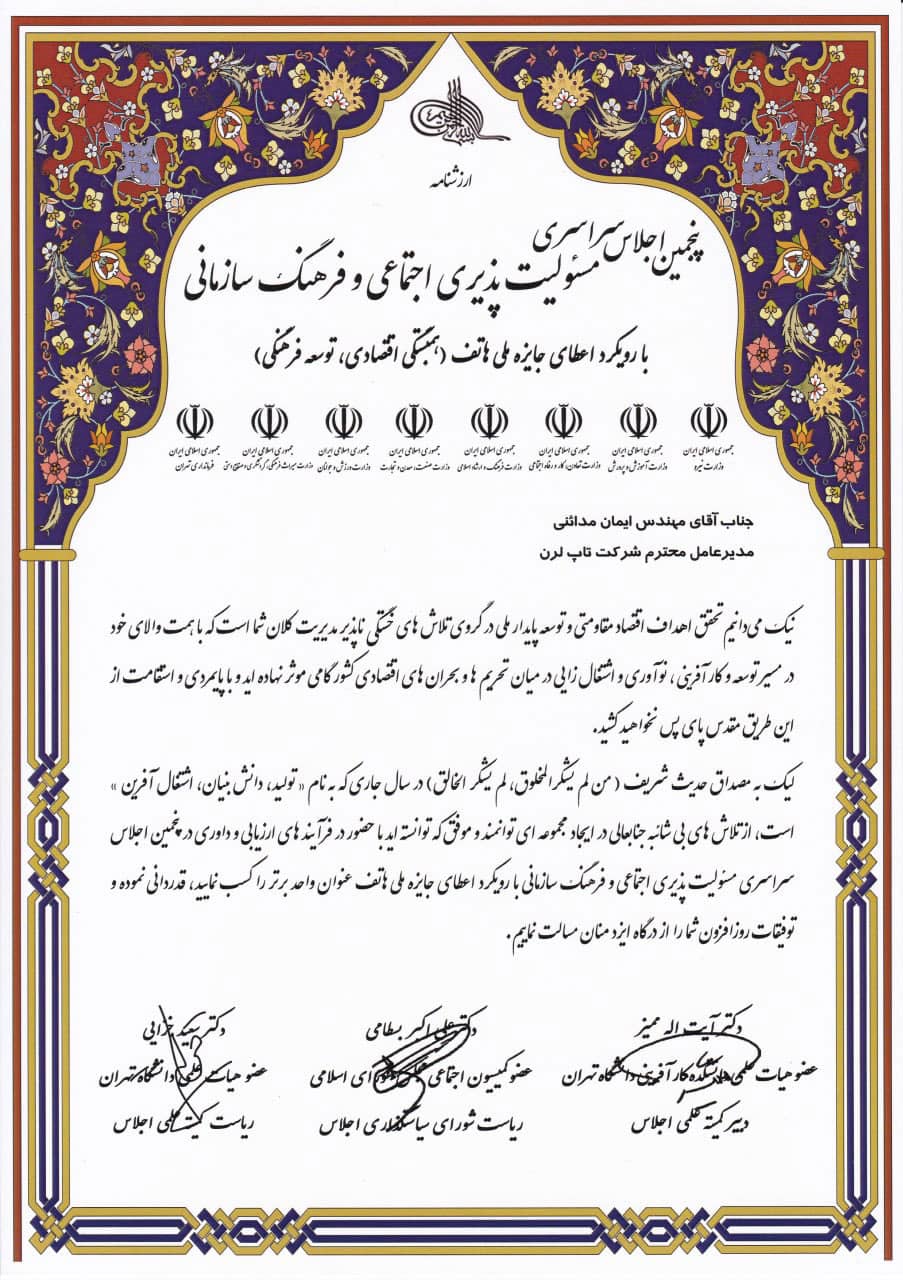 بسم الله الرحمن الرحیم
ارزشنامه
پنجمین اجلاس سراسری
مسئولیت پذیری اجتماعی و فرهنگ سازمانی
با رویکرد اعطای جایزه ملی هاتف (همبستگی اقتصادی، توسعه فرهنگی)
جمهوری اسلامی ایران جمهوری اسلامی ایران جمهوری اسلامی ایران جمهوری اسلامی ایران جمهوری اسلامی ایران جمهوری اسلامی ایران جمهوری اسلامی ایران جمهوری اسلامی ایران
وزارت نیرو وزارت آموزش و پرورش وزارت تعاون، کار و رفاه اجتماعی وزارت فرهنگ و ارشاد اسلامی وزارت صنعت، معدن و تجارت وزارت ورزش و جوانان وزارت میراث فرهنگی، گردشگری و صنایع دستی فرمانداری تهران
جناب آقای مهندس ایمان مدائنی
مدیرعامل محترم شرکت تاپ لرن
نیک می‌دانیم تحقق اهداف اقتصاد مقاومتی و توسعه پایدار ملی در گروی تلاش های خستگی ناپذیر مدیریت کلان شما است که با همت والای خود
در مسیر توسعه و کارآفرینی، نوآوری و اشتغال زایی در میان تحریم ها و بحران های اقتصادی کشور گامی موثر نهاده اید و با پایمردی و استقامت از
این طریق مقدس پای پس نخواهید کشید.
لیک به مصداق حدیث شریف (من لم یشکر المخلوق، لم یشکر الخالق) در سال جاری که به نام « تولید، دانش بنیان، اشتغال آفرین »
است، از تلاش های بی شائبه جنابعالی در ایجاد مجموعه ای توانمند و موفق که توانسته اید با حضور در فرآیند های ارزیابی و داوری در پنجمین اجلاس
سراسری مسئولیت پذیری اجتماعی و فرهنگ سازمانی با رویکرد اعطای جایزه ملی هاتف عنوان واحد برتر را کسب نمایید، قدردانی نموده و
توفیقات روزافزون شما را از درگاه ایزد منان مسالت نماییم.
دکتر آیت اله ممیز دکتر علی اکبر بسطامی دکتر سعید خزایی
عضو هیات علمی دانشکده کارآفرینی دانشگاه تهران عضو کمیسیون اجتماعی مجلس شورای اسلامی عضو هیات علمی دانشگاه تهران
دبیر کمیته علمی اجلاس ریاست شورای سیاستگذاری اجلاس ریاست کمیته علمی اجلاس